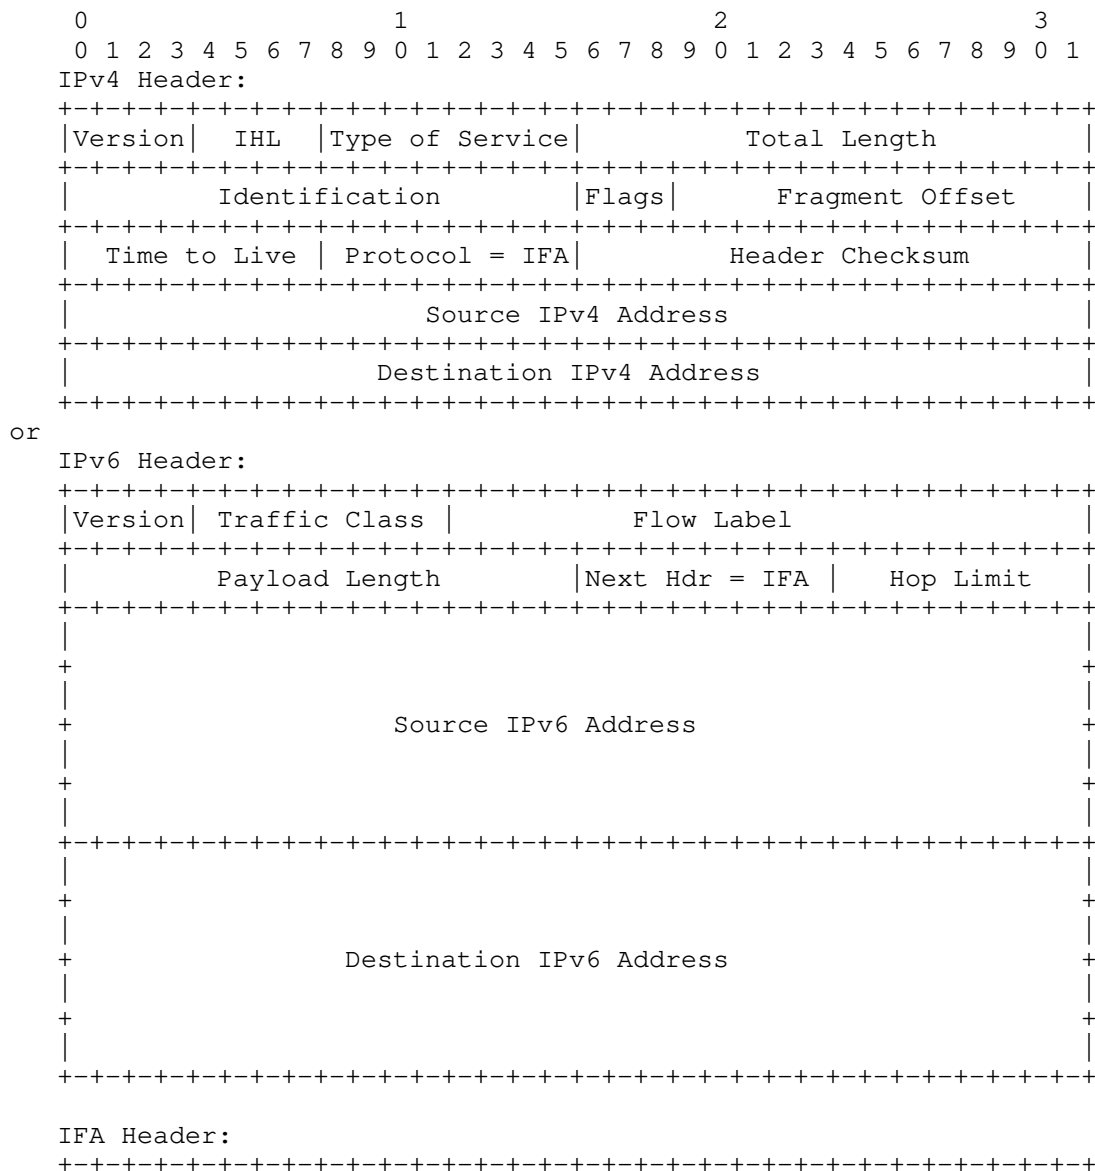 0                   1                   2                   3
 0 1 2 3 4 5 6 7 8 9 0 1 2 3 4 5 6 7 8 9 0 1 2 3 4 5 6 7 8 9 0 1
IPv4 Header:
+-+-+-+-+-+-+-+-+-+-+-+-+-+-+-+-+-+-+-+-+-+-+-+-+-+-+-+-+-+-+-+-+
|Version|  IHL  |Type of Service|          Total Length         |
+-+-+-+-+-+-+-+-+-+-+-+-+-+-+-+-+-+-+-+-+-+-+-+-+-+-+-+-+-+-+-+-+
|         Identification        |Flags|      Fragment Offset    |
+-+-+-+-+-+-+-+-+-+-+-+-+-+-+-+-+-+-+-+-+-+-+-+-+-+-+-+-+-+-+-+-+
|  Time to Live | Protocol = IFA|         Header Checksum       |
+-+-+-+-+-+-+-+-+-+-+-+-+-+-+-+-+-+-+-+-+-+-+-+-+-+-+-+-+-+-+-+-+
|                      Source IPv4 Address                      |
+-+-+-+-+-+-+-+-+-+-+-+-+-+-+-+-+-+-+-+-+-+-+-+-+-+-+-+-+-+-+-+-+
|                   Destination IPv4 Address                    |
+-+-+-+-+-+-+-+-+-+-+-+-+-+-+-+-+-+-+-+-+-+-+-+-+-+-+-+-+-+-+-+-+
or
IPv6 Header:
+-+-+-+-+-+-+-+-+-+-+-+-+-+-+-+-+-+-+-+-+-+-+-+-+-+-+-+-+-+-+-+-+
|Version| Traffic Class |           Flow Label                  |
+-+-+-+-+-+-+-+-+-+-+-+-+-+-+-+-+-+-+-+-+-+-+-+-+-+-+-+-+-+-+-+-+
|         Payload Length        |Next Hdr = IFA |   Hop Limit   |
+-+-+-+-+-+-+-+-+-+-+-+-+-+-+-+-+-+-+-+-+-+-+-+-+-+-+-+-+-+-+-+-+
|                                                               |
+                                                               +
|                                                               |
+                    Source IPv6 Address                        +
|                                                               |
+                                                               +
|                                                               |
+-+-+-+-+-+-+-+-+-+-+-+-+-+-+-+-+-+-+-+-+-+-+-+-+-+-+-+-+-+-+-+-+
|                                                               |
+                                                               +
|                                                               |
+                 Destination IPv6 Address                      +
|                                                               |
+                                                               +
|                                                               |
+-+-+-+-+-+-+-+-+-+-+-+-+-+-+-+-+-+-+-+-+-+-+-+-+-+-+-+-+-+-+-+-+
IFA Header:
+-+-+-+-+-+-+-+-+-+-+-+-+-+-+-+-+-+-+-+-+-+-+-+-+-+-+-+-+-+-+-+-+